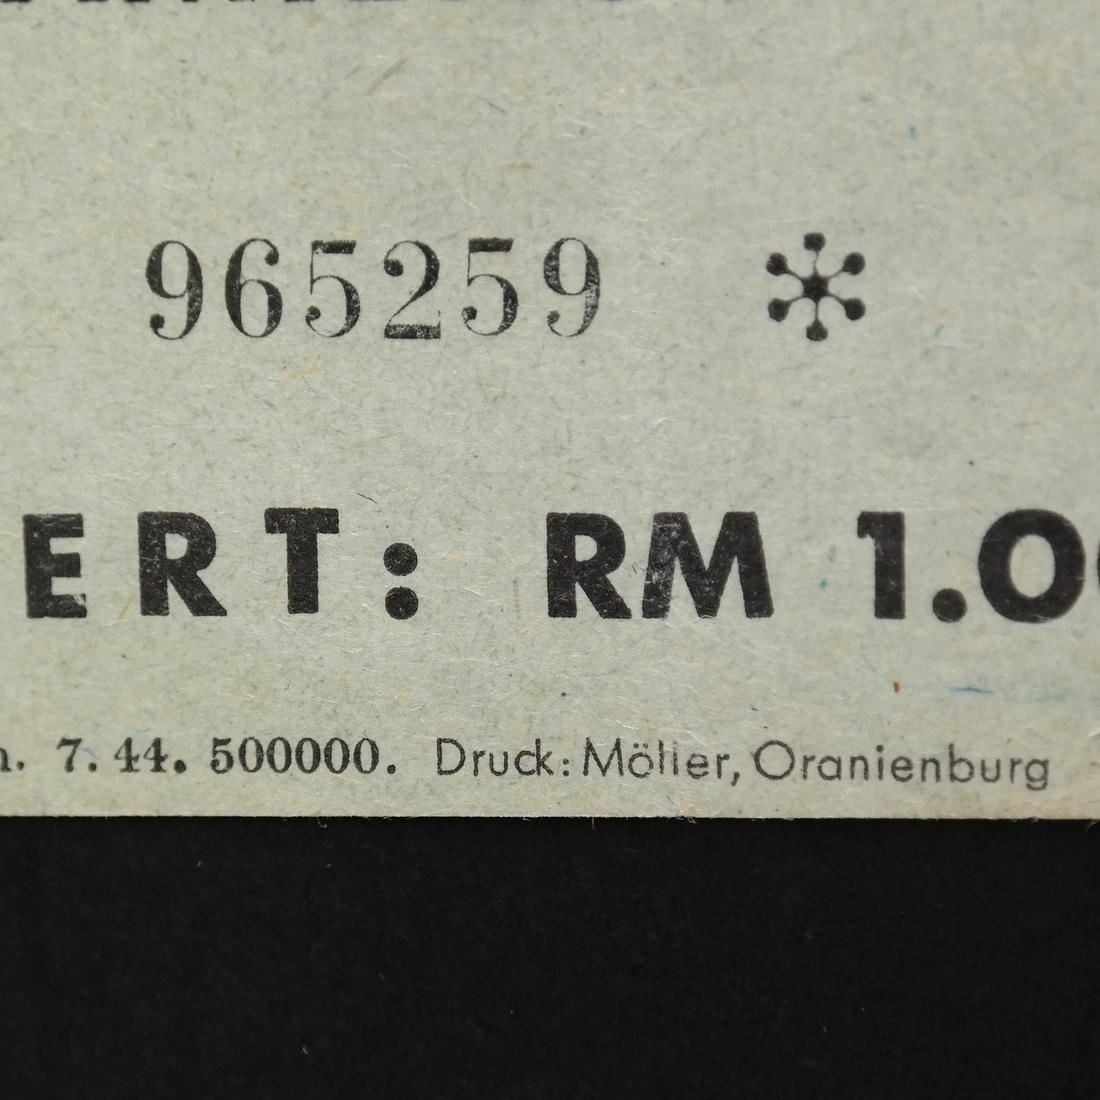 965259 *
ERT: RM 1.0
. 7. 44. 500000. Druck: Möller, Oranienburg